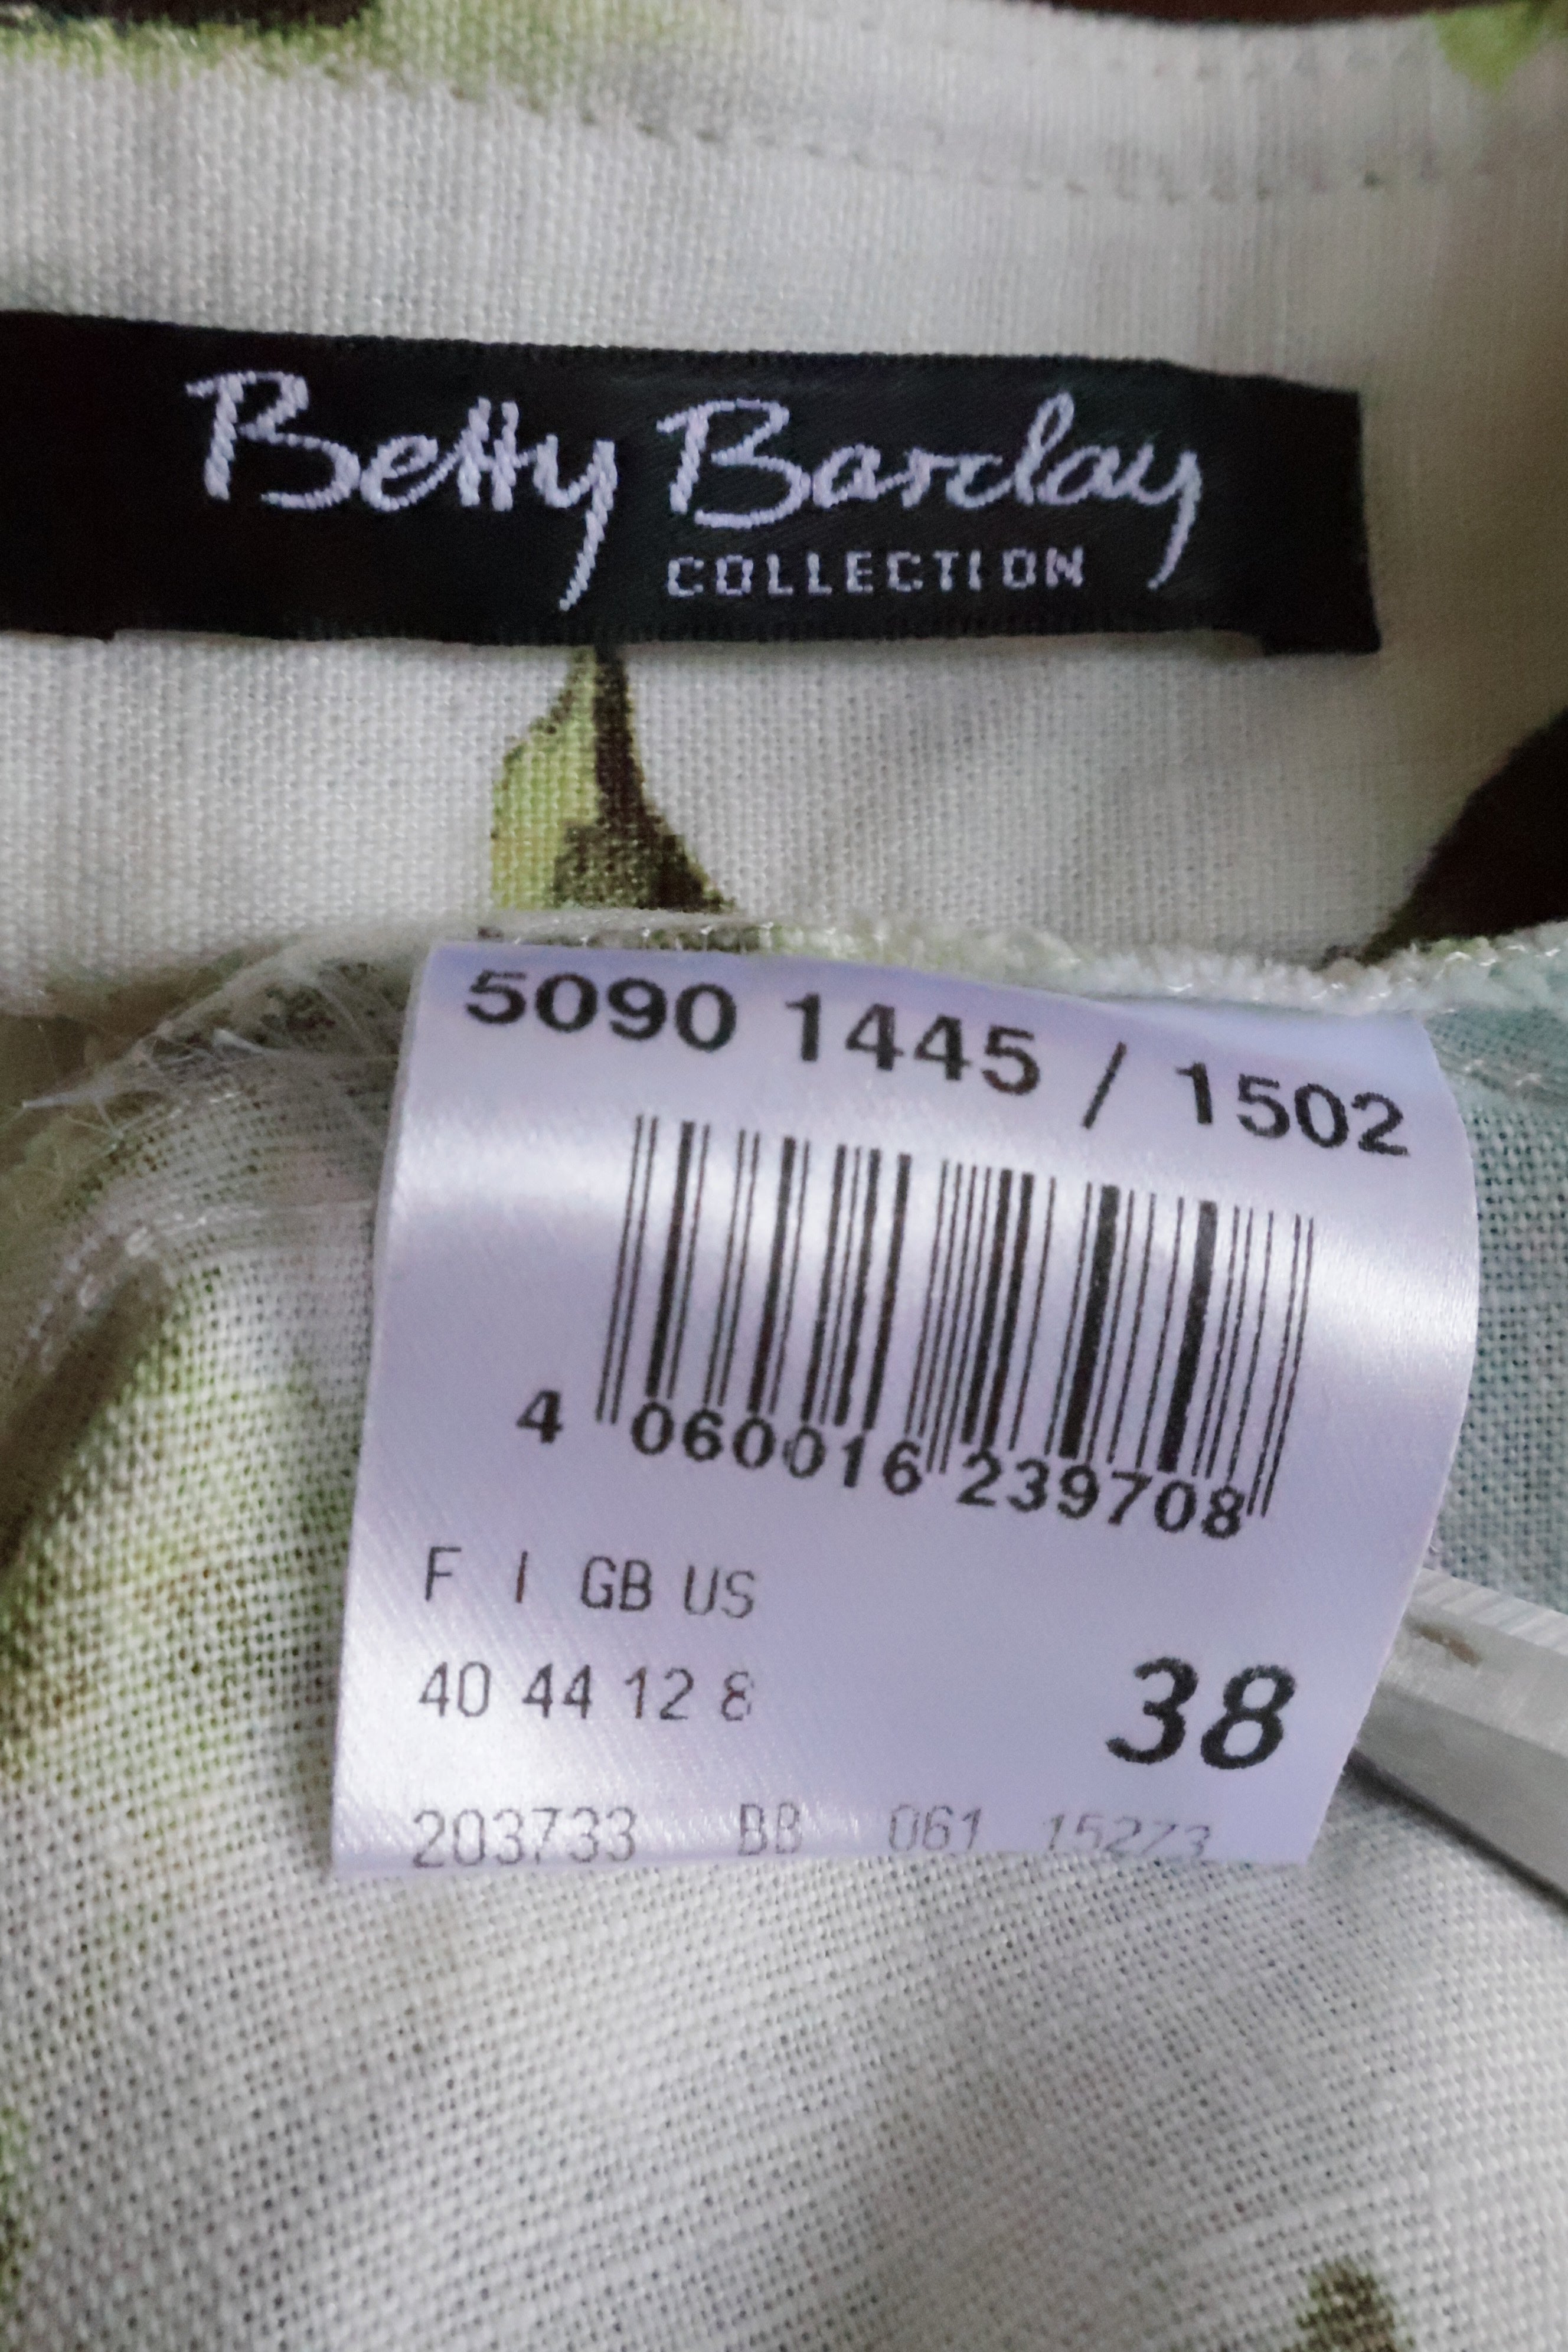 Betty Barclay
COLLECTION
5090 1445 / 1502
4 060016 239708
F I GB US
40 44 12 8
38
203733 BB 061 15273